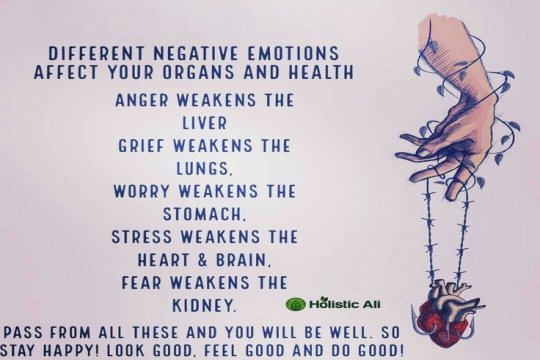 DIFFERENT NEGATIVE EMOTIONS
AFFECT YOUR ORGANS AND HEALTH
ANGER WEAKENS THE
LIVER
GRIEF WEAKENS THE
LUNGS,
WORRY WEAKENS THE
STOMACH,
STRESS WEAKENS THE
HEART & BRAIN,
FEAR WEAKENS THE
KIDNEY.
Holistic Ali
PASS FROM ALL THESE AND YOU WILL BE WELL. SO
STAY HAPPY! LOOK GOOD, FEEL GOOD AND DO GOOD!